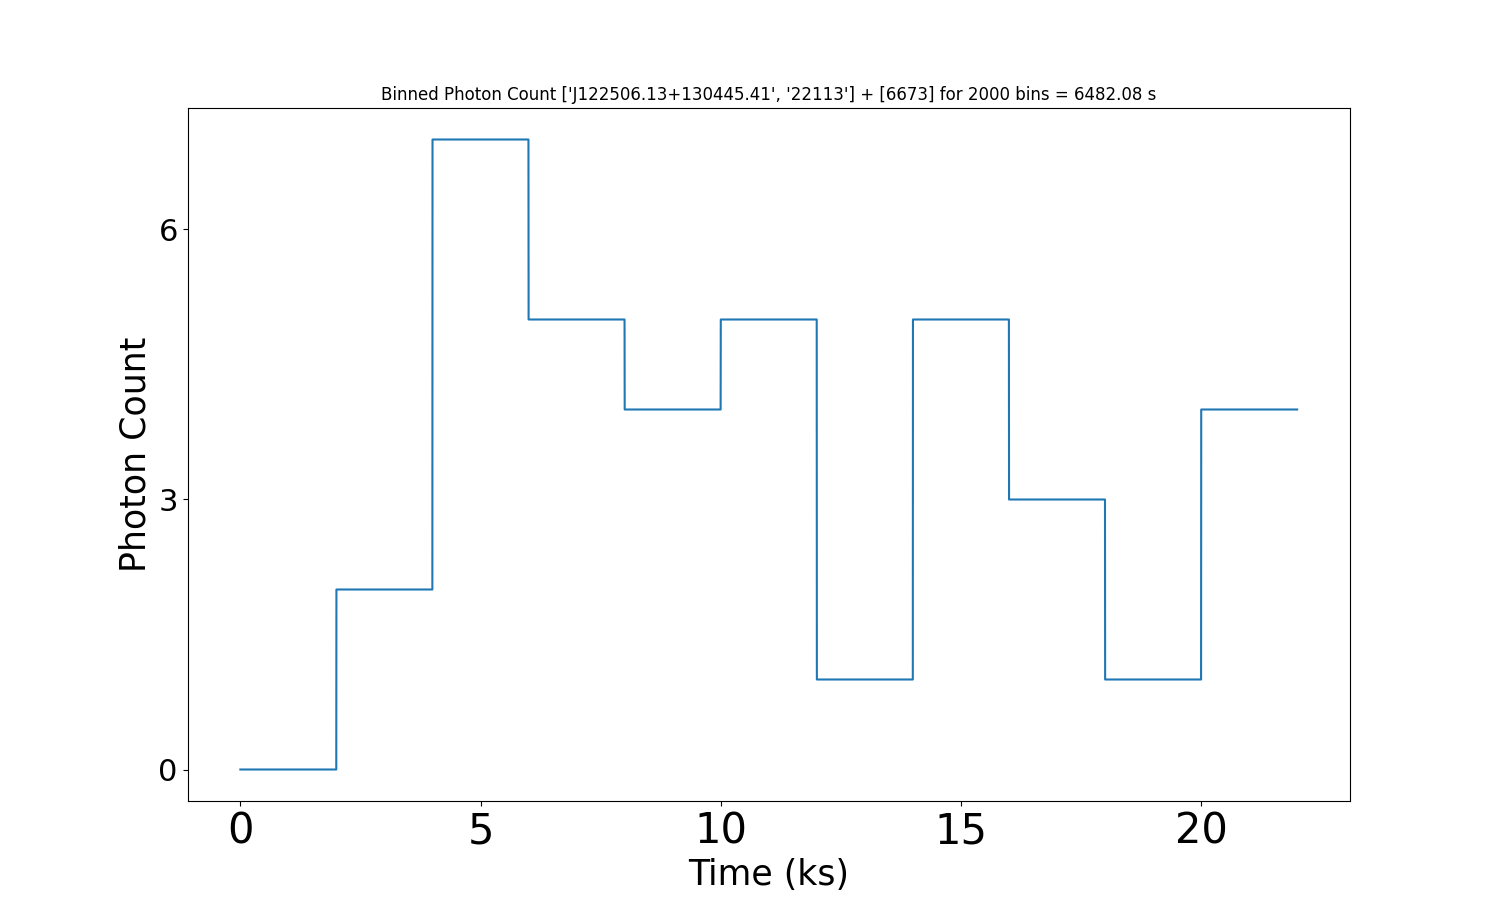 Binned Photon Count ['J122506.13+130445.41', '22113'] + [6673] for 2000 bins = 6482.08 s
6
3
0
Photon Count
0 5 10 15 20
Time (ks)